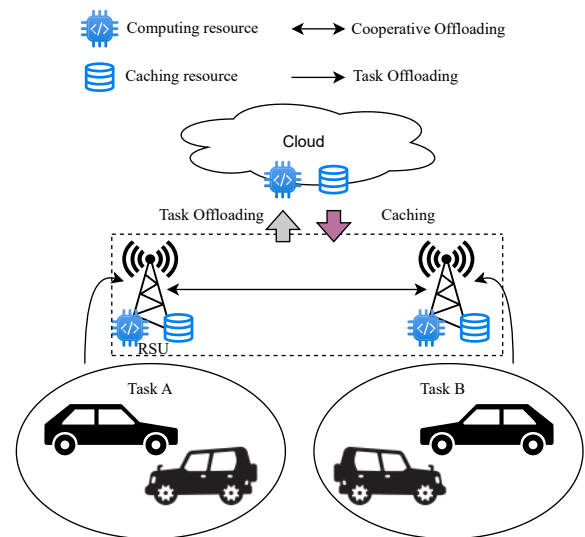 Computing resource
Cooperative Offloading
Caching resource
Task Offloading
Cloud
</>
</>
Task Offloading
Caching
</>
</>
RSU
Task A
Task B